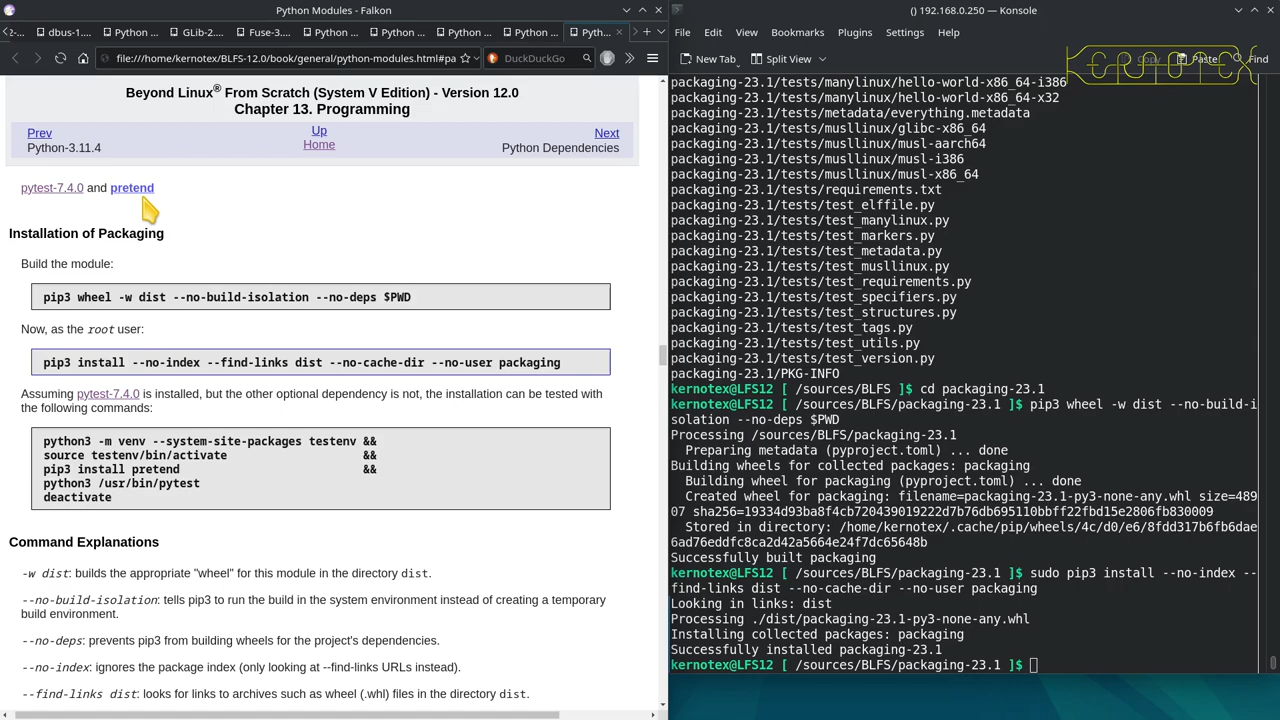 Python Modules - Falkon
2-...
dbus-1....
Python ...
GLib-2....
Fuse-3....
Python ...
Python ...
Python ...
Python ...
Pyth...
file:///home/kernotex/BLFS-12.0/book/general/python-modules.html#pa
DuckDuckGo
Beyond Linux® From Scratch (System V Edition) - Version 12.0
Chapter 13. Programming
Prev
Up
Next
Python-3.11.4
Home
Python Dependencies
pytest-7.4.0 and pretend
Installation of Packaging
Build the module:
pip3 wheel -w dist --no-build-isolation --no-deps $PWD
Now, as the root user:
pip3 install --no-index --find-links dist --no-cache-dir --no-user packaging
Assuming pytest-7.4.0 is installed, but the other optional dependency is not, the installation can be tested with
the following commands:
python3 -m venv --system-site-packages testenv &&
source testenv/bin/activate &&
pip3 install pretend &&
python3 /usr/bin/pytest
deactivate
Command Explanations
-w dist: builds the appropriate "wheel" for this module in the directory dist.
--no-build-isolation: tells pip3 to run the build in the system environment instead of creating a temporary
build environment.
--no-deps: prevents pip3 from building wheels for the project's dependencies.
--no-index: ignores the package index (only looking at --find-links URLs instead).
--find-links dist: looks for links to archives such as wheel (.whl) files in the directory dist.
() 192.168.0.250 — Konsole
File Edit View Bookmarks Plugins Settings Help
New Tab
Split View
Copy
Paste
Find
KERNOTEX
packaging-23.1/tests/manylinux/hello-world-x86_64-i386
packaging-23.1/tests/manylinux/hello-world-x86_64-x32
packaging-23.1/tests/metadata/everything.metadata
packaging-23.1/tests/musllinux/glibc-x86_64
packaging-23.1/tests/musllinux/musl-aarch64
packaging-23.1/tests/musllinux/musl-i386
packaging-23.1/tests/musllinux/musl-x86_64
packaging-23.1/tests/requirements.txt
packaging-23.1/tests/test_elffile.py
packaging-23.1/tests/test_manylinux.py
packaging-23.1/tests/test_markers.py
packaging-23.1/tests/test_metadata.py
packaging-23.1/tests/test_musllinux.py
packaging-23.1/tests/test_requirements.py
packaging-23.1/tests/test_specifiers.py
packaging-23.1/tests/test_structures.py
packaging-23.1/tests/test_tags.py
packaging-23.1/tests/test_utils.py
packaging-23.1/tests/test_version.py
packaging-23.1/PKG-INFO
kernotex@LFS12 [ /sources/BLFS ]$ cd packaging-23.1
kernotex@LFS12 [ /sources/BLFS/packaging-23.1 ]$ pip3 wheel -w dist --no-build-i
solation --no-deps $PWD
Processing /sources/BLFS/packaging-23.1
Preparing metadata (pyproject.toml) ... done
Building wheels for collected packages: packaging
Building wheel for packaging (pyproject.toml) ... done
Created wheel for packaging: filename=packaging-23.1-py3-none-any.whl size=489
07 sha256=19334d93ba8f4cb720439019222d7b76db695110bbff22fbd15e2806fb830009
Stored in directory: /home/kernotex/.cache/pip/wheels/4c/d0/e6/8fdd317b6fb6dae
6ad76eddfc8ca2d42a5664e24f7dc65648b
Successfully built packaging
kernotex@LFS12 [ /sources/BLFS/packaging-23.1 ]$ sudo pip3 install --no-index --
find-links dist --no-cache-dir --no-user packaging
Looking in links: dist
Processing ./dist/packaging-23.1-py3-none-any.whl
Installing collected packages: packaging
Successfully installed packaging-23.1
kernotex@LFS12 [ /sources/BLFS/packaging-23.1 ]$